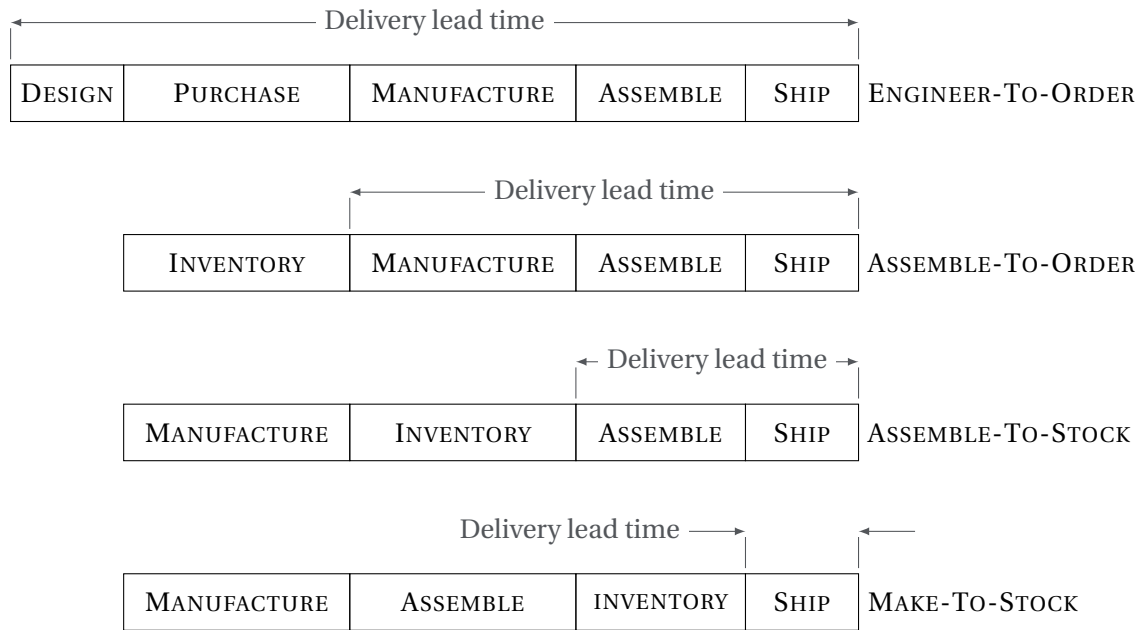 Delivery lead time
DESIGN PURCHASE MANUFACTURE ASSEMBLE SHIP ENGINEER-TO-ORDER
Delivery lead time
INVENTORY MANUFACTURE ASSEMBLE SHIP ASSEMBLE-TO-ORDER
Delivery lead time
MANUFACTURE INVENTORY ASSEMBLE SHIP ASSEMBLE-TO-STOCK
Delivery lead time
MANUFACTURE ASSEMBLE INVENTORY SHIP MAKE-TO-STOCK